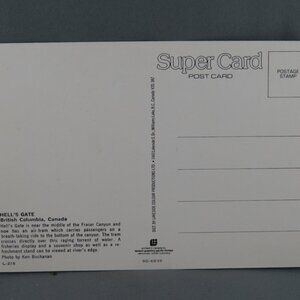 Super Card
POST CARD
POSTAGE
STAMP
HELL'S GATE
British Columbia, Canada
Hell's Gate is near the middle of the Fraser Canyon and
now has an air-tram which carries passengers on a
breath-taking ride to the bottom of the canyon. The tram
crosses directly over this raging torrent of water. A
fisheries display and a souvenir shop as well as a re-
freshment stand can be viewed at river's edge.
Photo by Ken Buchanan